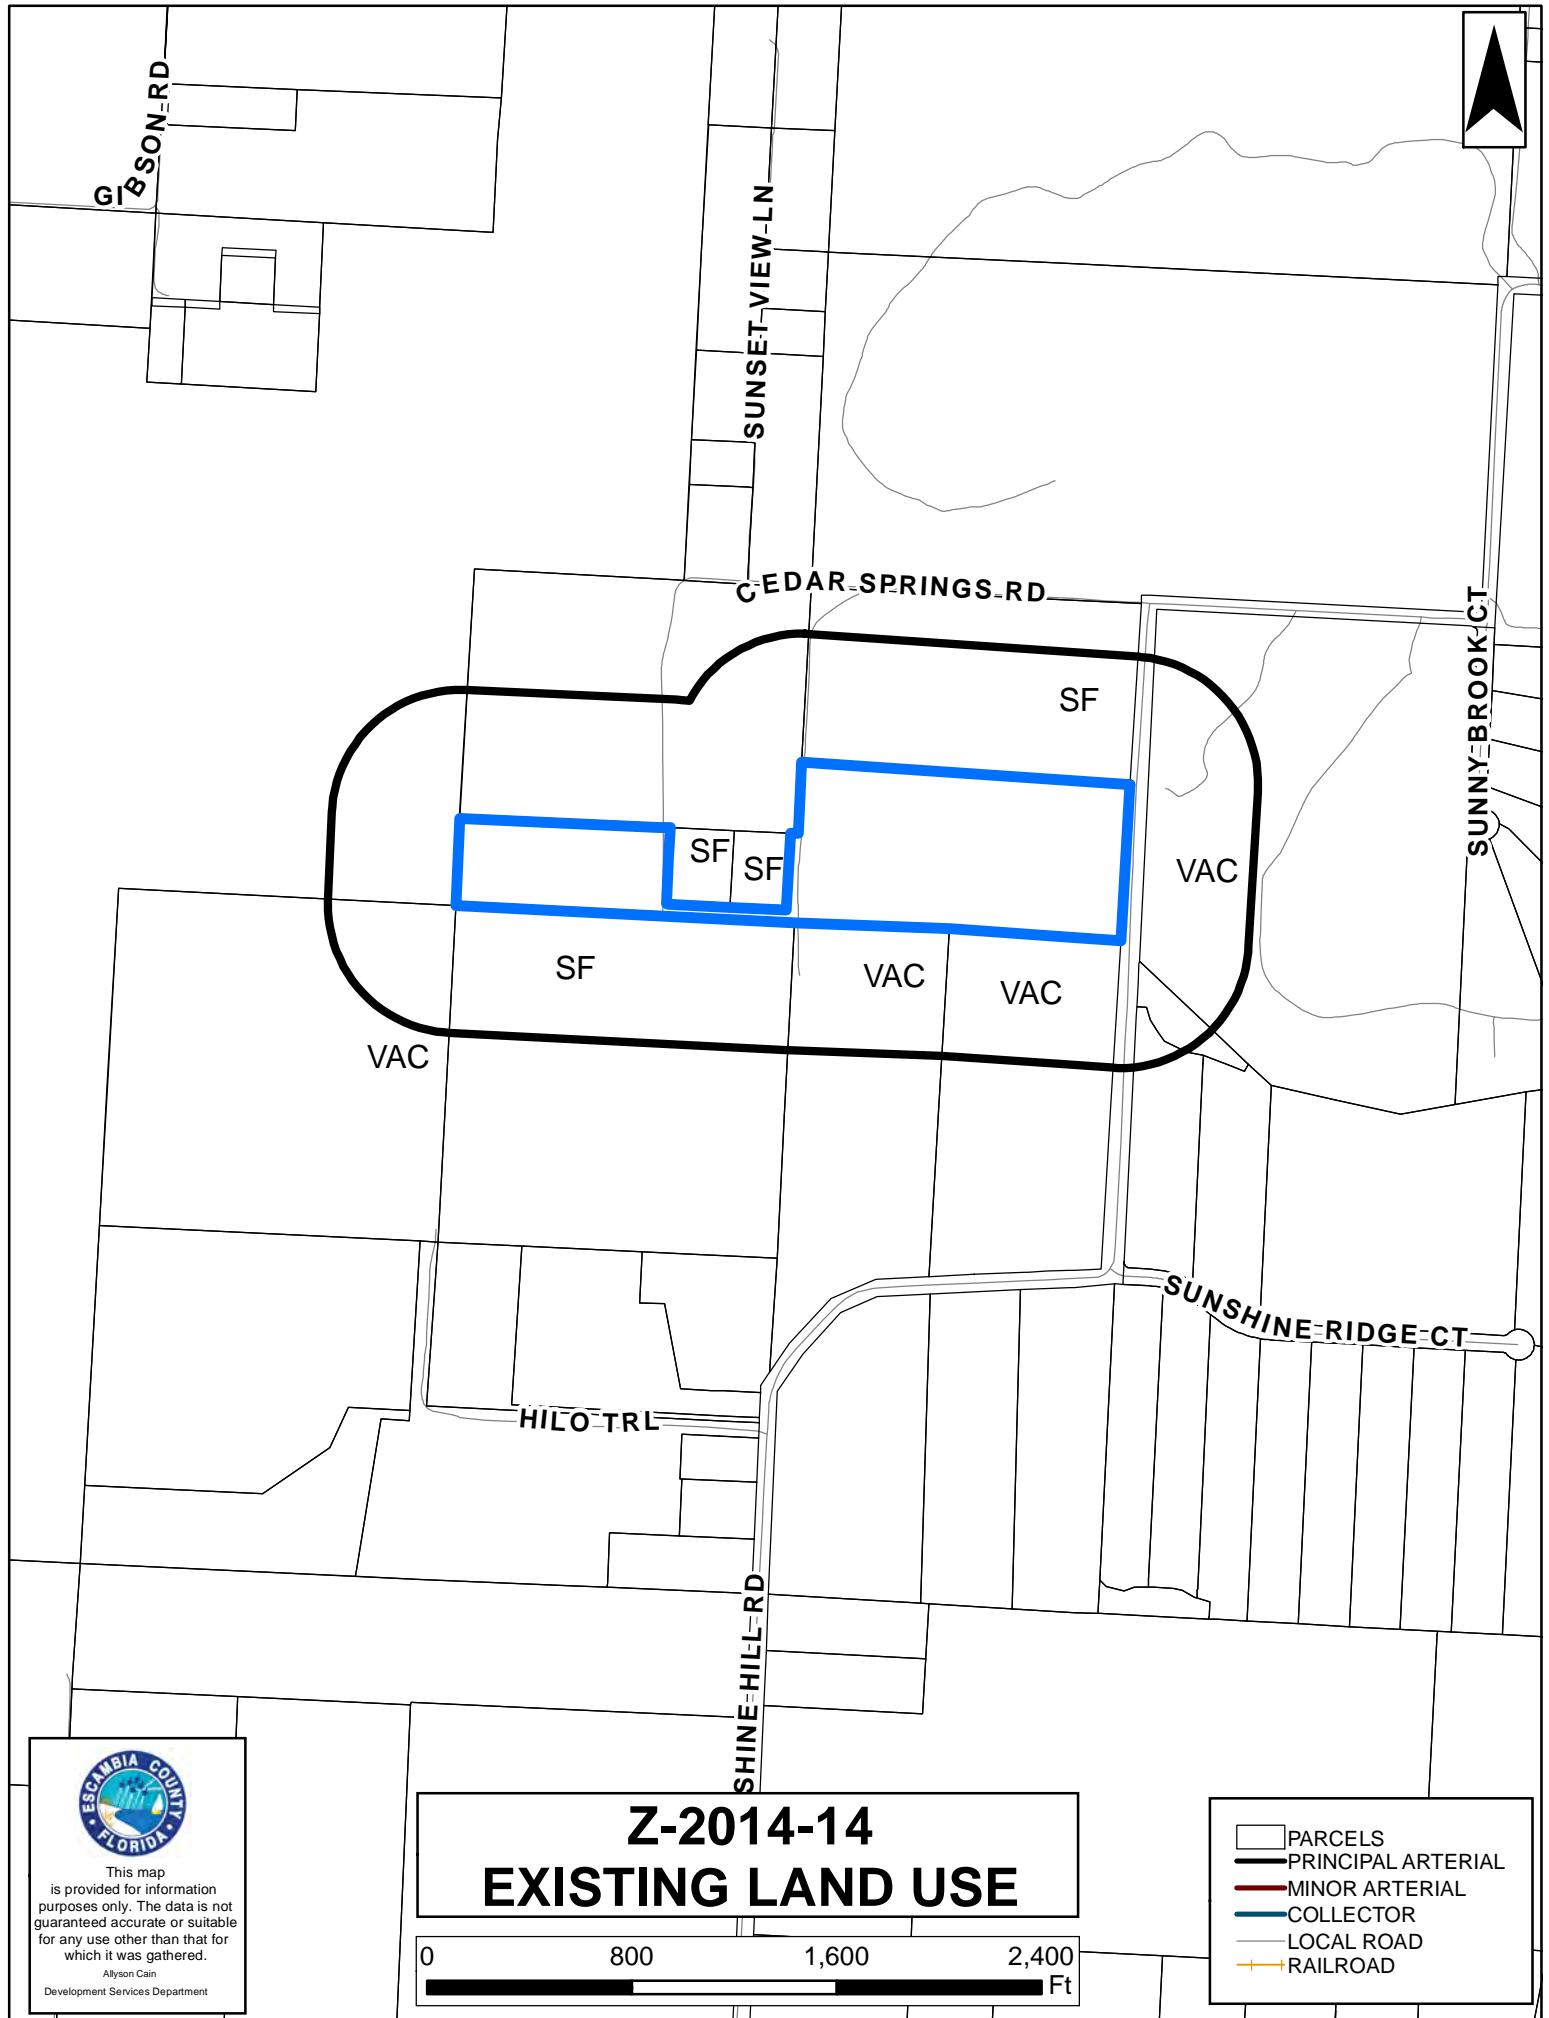 GIBSON RD
SUNSET VIEW LN
CEDAR SPRINGS RD
SUNNY BROOK CT
SF
SF
SF
VAC
SF
VAC
VAC
VAC
SUNSHINE RIDGE CT
HILO TRL
SHINE HILL RD
ESCAMBIA COUNTY
FLORIDA
This map
is provided for information
purposes only. The data is not
guaranteed accurate or suitable
for any use other than that for
which it was gathered.
Allyson Cain
Development Services Department
Z-2014-14
EXISTING LAND USE
0 800 1,600 2,400
Ft
PARCELS
PRINCIPAL ARTERIAL
MINOR ARTERIAL
COLLECTOR
LOCAL ROAD
RAILROAD